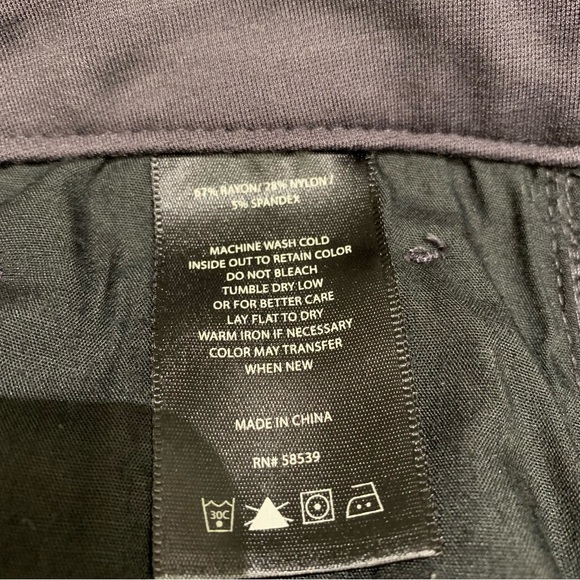 67% RAYON/ 28% NYLON/
5% SPANDEX
MACHINE WASH COLD
INSIDE OUT TO RETAIN COLOR
DO NOT BLEACH
TUMBLE DRY LOW
OR FOR BETTER CARE
LAY FLAT TO DRY
WARM IRON IF NECESSARY
COLOR MAY TRANSFER
WHEN NEW
MADE IN CHINA
RN# 58539
30C